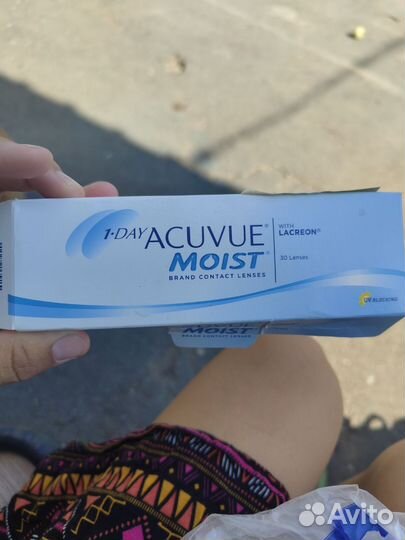 1-DAY ACUVUE®
MOIST®
BRAND CONTACT LENSES
WITH
LACREON®
30 Lenses
UV BLOCKING
MOIST
BRAND CONTACT LENSES
Avito